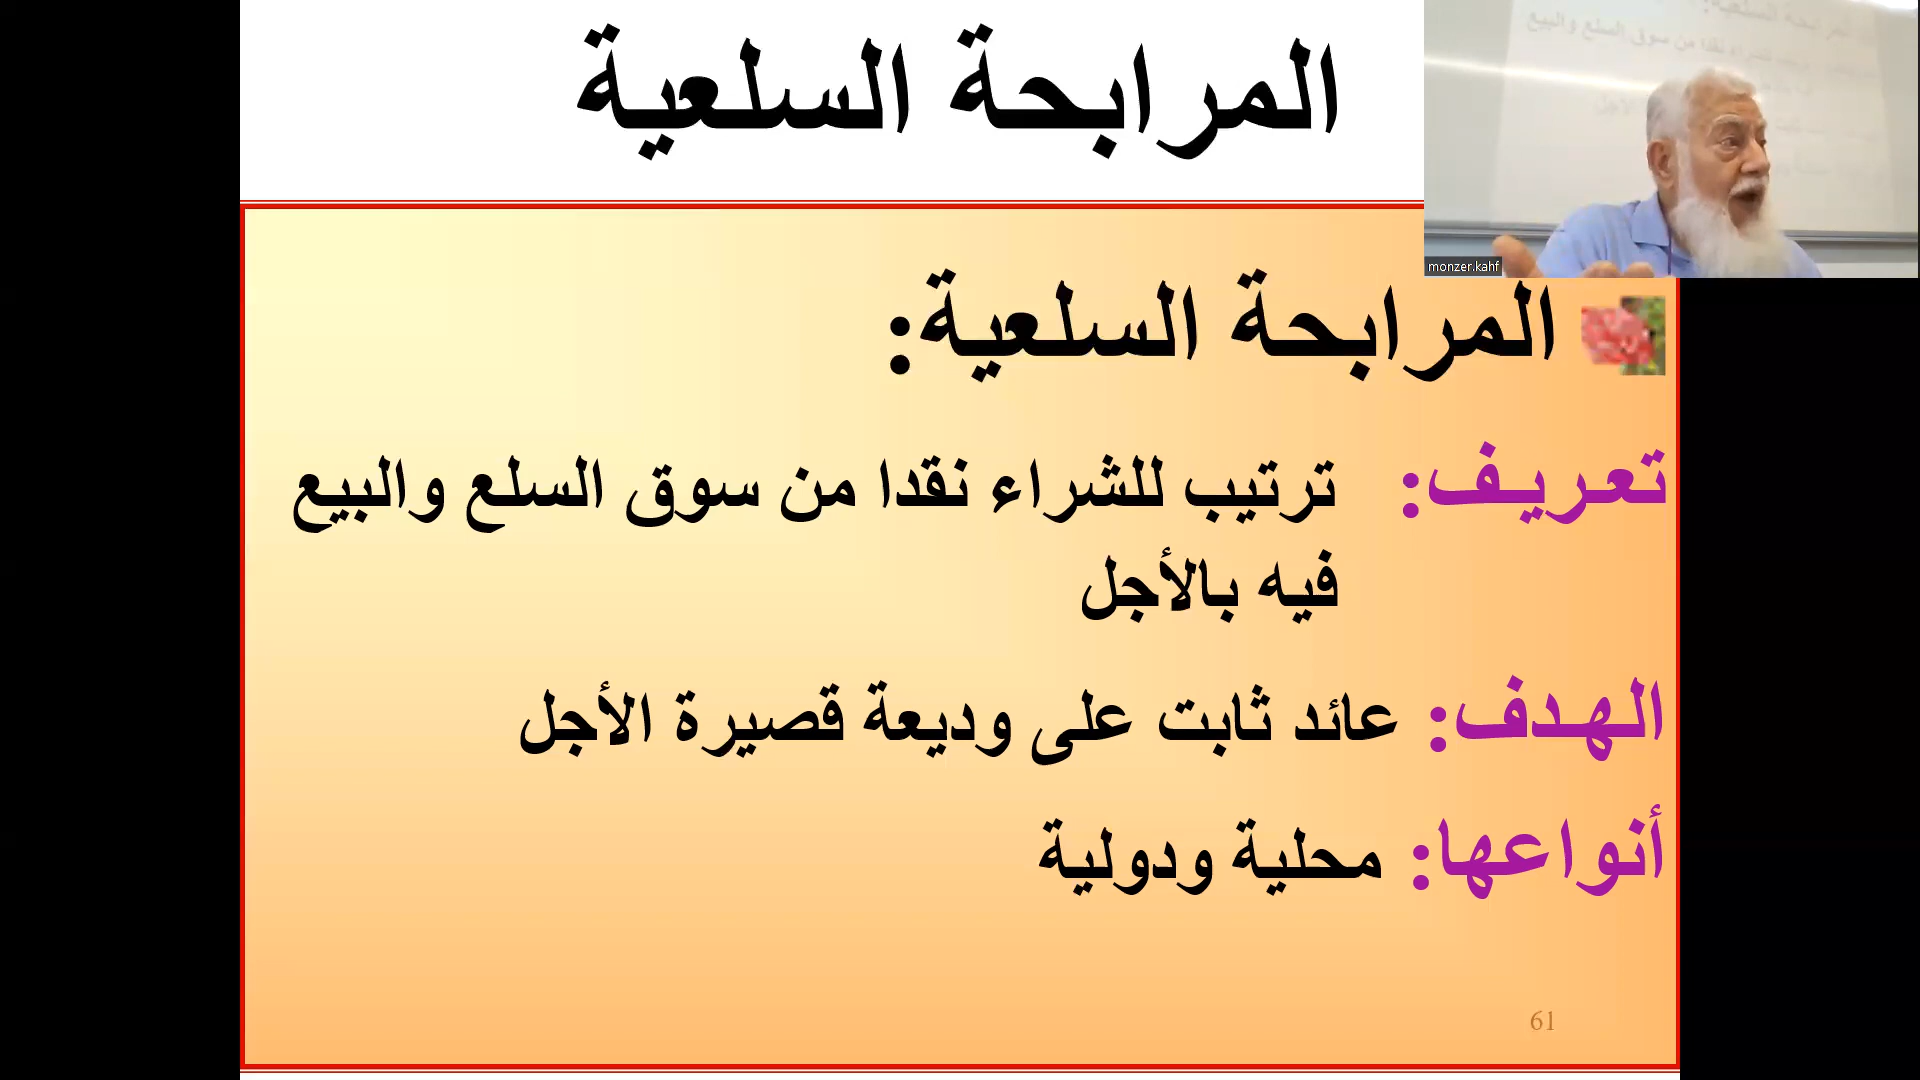 المرابحة السلعية
المرابحة السلعية:
تعريف: ترتيب للشراء نقدا من سوق السلع والبيع
فيه بالأجل
الهدف: عائد ثابت على وديعة قصيرة الأجل
أنواعها: محلية ودولية
61
monzer.kahf